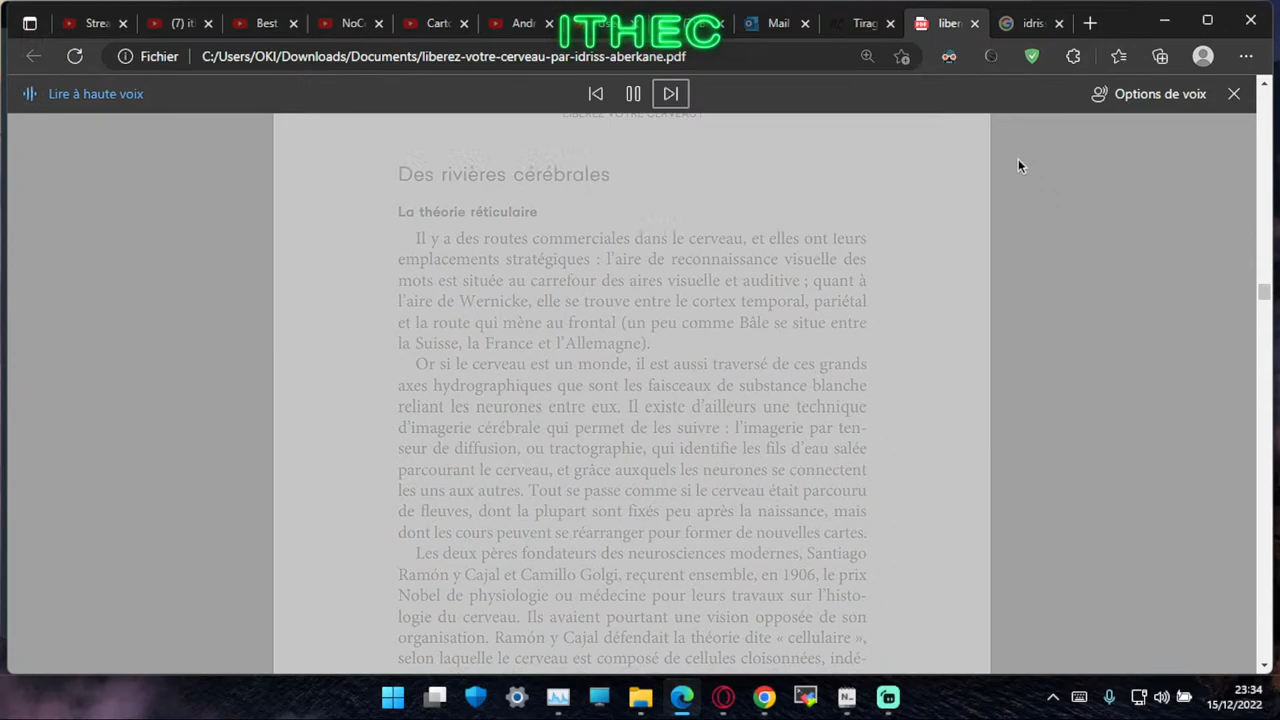 Strea
(7) it
Best
NoCo
Carto
Andr
ITHEC
Mail
Tirag
liber
idris
Fichier
C:/Users/OKI/Downloads/Documents/liberez-votre-cerveau-par-idriss-aberkane.pdf
Lire à haute voix
Options de voix
LIBÉREZ VOTRE CERVEAU !
Des rivières cérébrales
La théorie réticulaire
Il y a des routes commerciales dans le cerveau, et elles ont leurs
emplacements stratégiques : l'aire de reconnaissance visuelle des
mots est située au carrefour des aires visuelle et auditive ; quant à
l'aire de Wernicke, elle se trouve entre le cortex temporal, pariétal
et la route qui mène au frontal (un peu comme Bâle se situe entre
la Suisse, la France et l'Allemagne).
Or si le cerveau est un monde, il est aussi traversé de ces grands
axes hydrographiques que sont les faisceaux de substance blanche
reliant les neurones entre eux. Il existe d'ailleurs une technique
d'imagerie cérébrale qui permet de les suivre : l'imagerie par ten-
seur de diffusion, ou tractographie, qui identifie les fils d'eau salée
parcourant le cerveau, et grâce auxquels les neurones se connectent
les uns aux autres. Tout se passe comme si le cerveau était parcouru
de fleuves, dont la plupart sont fixés peu après la naissance, mais
dont les cours peuvent se réarranger pour former de nouvelles cartes.
Les deux pères fondateurs des neurosciences modernes, Santiago
Ramón y Cajal et Camillo Golgi, reçurent ensemble, en 1906, le prix
Nobel de physiologie ou médecine pour leurs travaux sur l'histo-
logie du cerveau. Ils avaient pourtant une vision opposée de son
organisation. Ramón y Cajal défendait la théorie dite « cellulaire »,
selon laquelle le cerveau est composé de cellules cloisonnées, indé-
23:34
15/12/2022